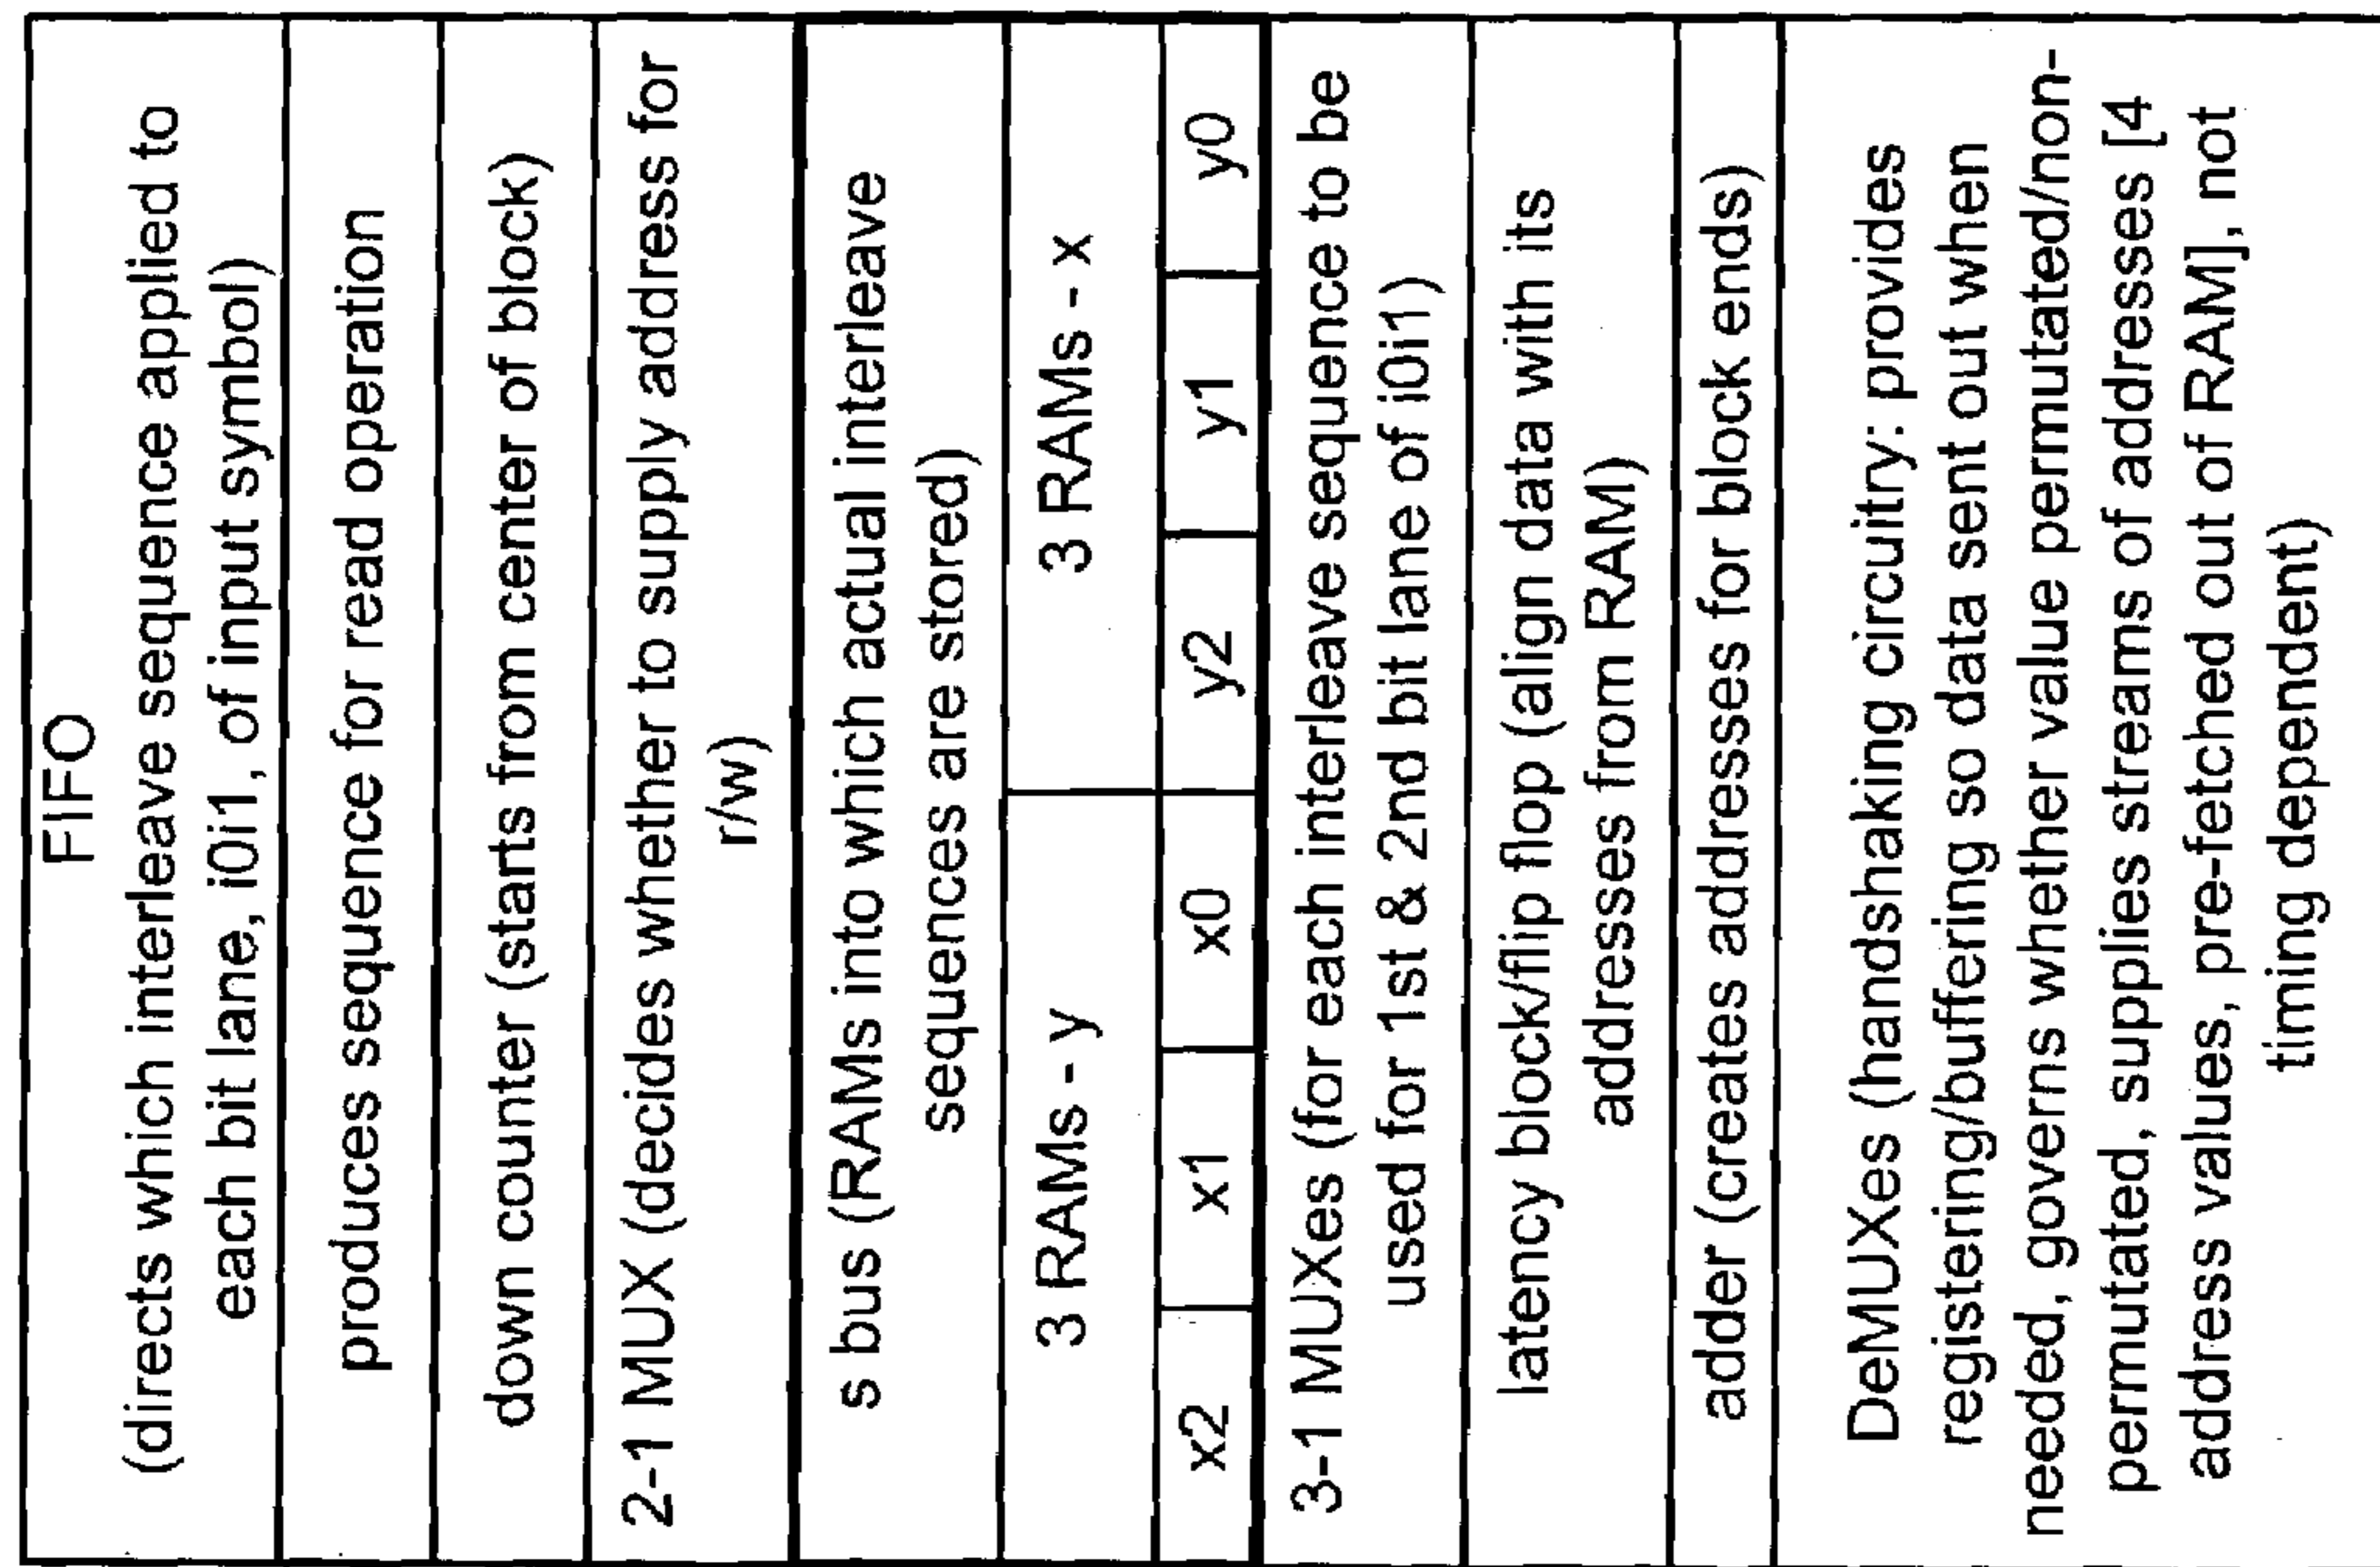 FIFO
(directs which interleave sequence applied to
each bit lane, i0i1, of input symbol)
produces sequence for read operation
down counter (starts from center of block)
2-1 MUX (decides whether to supply address for
r/w)
s bus (RAMs into which actual interleave
sequences are stored)
3 RAMs - y
3 RAMs - x
x2
x1
x0
y2
y1
y0
3-1 MUXes (for each interleave sequence to be
used for 1st & 2nd bit lane of i0i1)
latency block/flip flop (align data with its
addresses from RAM)
adder (creates addresses for block ends)
DeMUXes (handshaking circuitry: provides
registering/buffering so data sent out when
needed, governs whether value permutated/non-
permutated, supplies streams of addresses [4
address values, pre-fetched out of RAM], not
timing dependent)